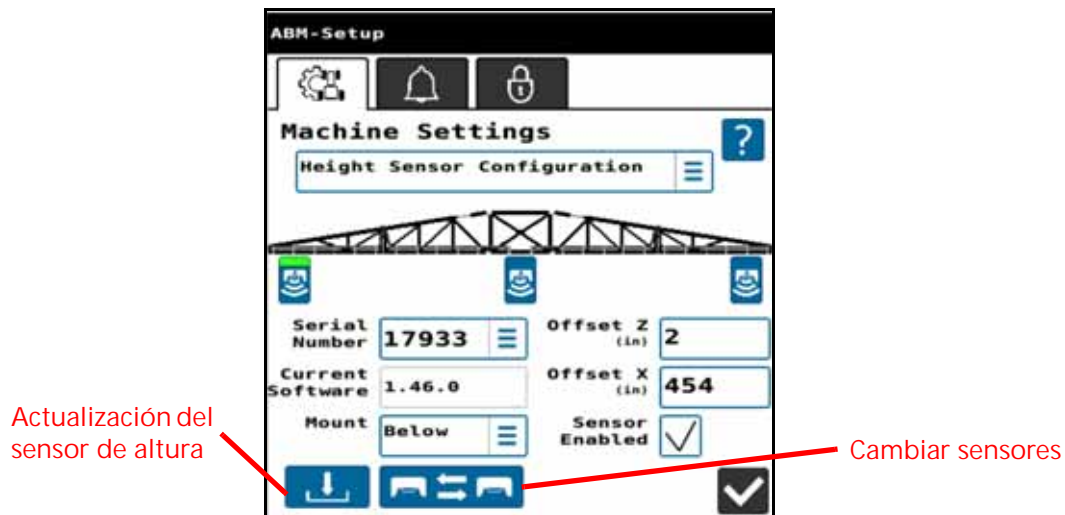 ABM-Setup
Machine Settings
?
Height Sensor Configuration
Serial Number 17933
Offset Z (in) 2
Current Software 1.46.0
Offset X (in) 454
Mount Below
Sensor Enabled
Actualización del
sensor de altura
Cambiar sensores